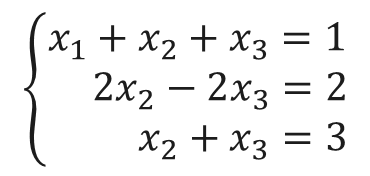 x₁ + x₂ + x₃ = 1
2x₂ − 2x₃ = 2
x₂ + x₃ = 3